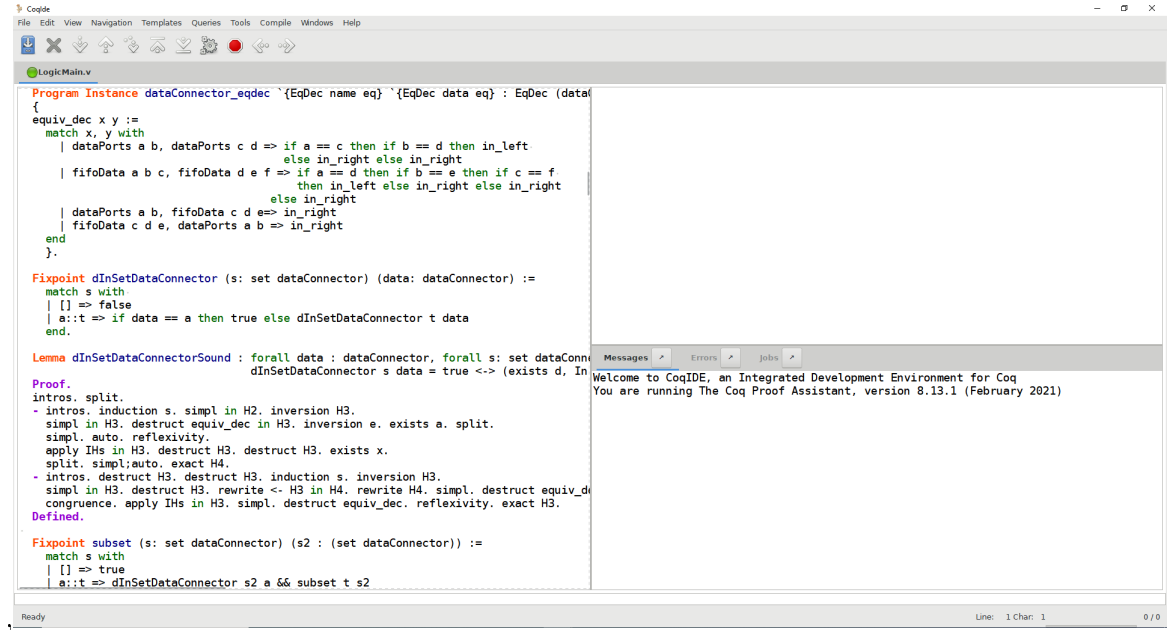 CoqIde
File Edit View Navigation Templates Queries Tools Compile Windows Help
LogicMain.v
Program Instance dataConnector_eqdec `{EqDec name eq} `{EqDec data eq} : EqDec (data
{
equiv_dec x y :=
match x, y with
| dataPorts a b, dataPorts c d => if a == c then if b == d then in_left
else in_right else in_right
| fifoData a b c, fifoData d e f => if a == d then if b == e then if c == f
then in_left else in_right else in_right
else in_right
| dataPorts a b, fifoData c d e=> in_right
| fifoData c d e, dataPorts a b => in_right
end
}.
Fixpoint dInSetDataConnector (s: set dataConnector) (data: dataConnector) :=
match s with
| [] => false
| a::t => if data == a then true else dInSetDataConnector t data
end.
Lemma dInSetDataConnectorSound : forall data : dataConnector, forall s: set dataConn
dInSetDataConnector s data = true <-> (exists d, In
Proof.
intros. split.
- intros. induction s. simpl in H2. inversion H3.
simpl in H3. destruct equiv_dec in H3. inversion e. exists a. split.
simpl. auto. reflexivity.
apply IHs in H3. destruct H3. destruct H3. exists x.
split. simpl;auto. exact H4.
- intros. destruct H3. destruct H3. induction s. inversion H3.
simpl in H3. destruct H3. rewrite <- H3 in H4. rewrite H4. simpl. destruct equiv_de
congruence. apply IHs in H3. simpl. destruct equiv_dec. reflexivity. exact H3.
Defined.
Fixpoint subset (s: set dataConnector) (s2 : (set dataConnector)) :=
match s with
| [] => true
| a::t => dInSetDataConnector s2 a && subset t s2
Messages Errors Jobs
Welcome to CoqIDE, an Integrated Development Environment for Coq
You are running The Coq Proof Assistant, version 8.13.1 (February 2021)
Ready Line: 1 Char: 1 0 / 0